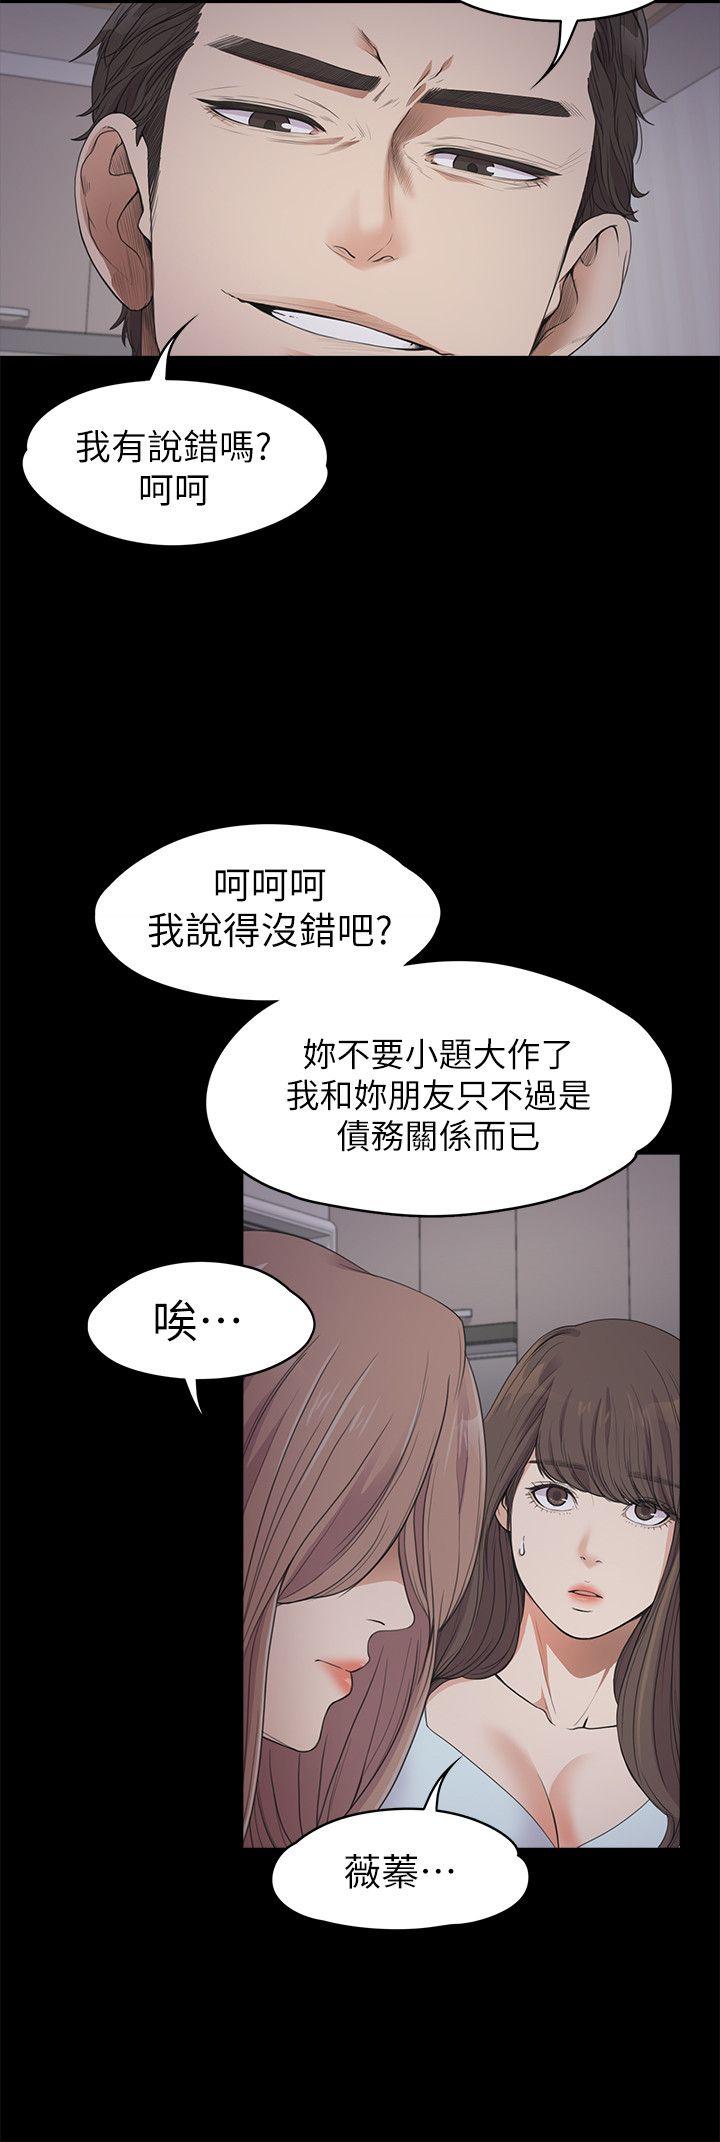 我有說錯嗎?
呵呵
呵呵呵
我說得沒錯吧?
妳不要小題大作了
我和妳朋友只不過是
債務關係而已
唉…
薇蓁…